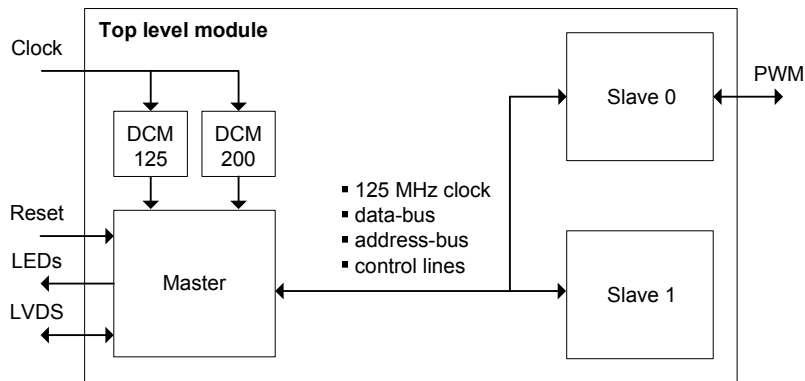 Top level module
Clock
DCM
125
DCM
200
Slave 0
PWM
▪ 125 MHz clock
▪ data-bus
▪ address-bus
▪ control lines
Reset
LEDs
LVDS
Master
Slave 1